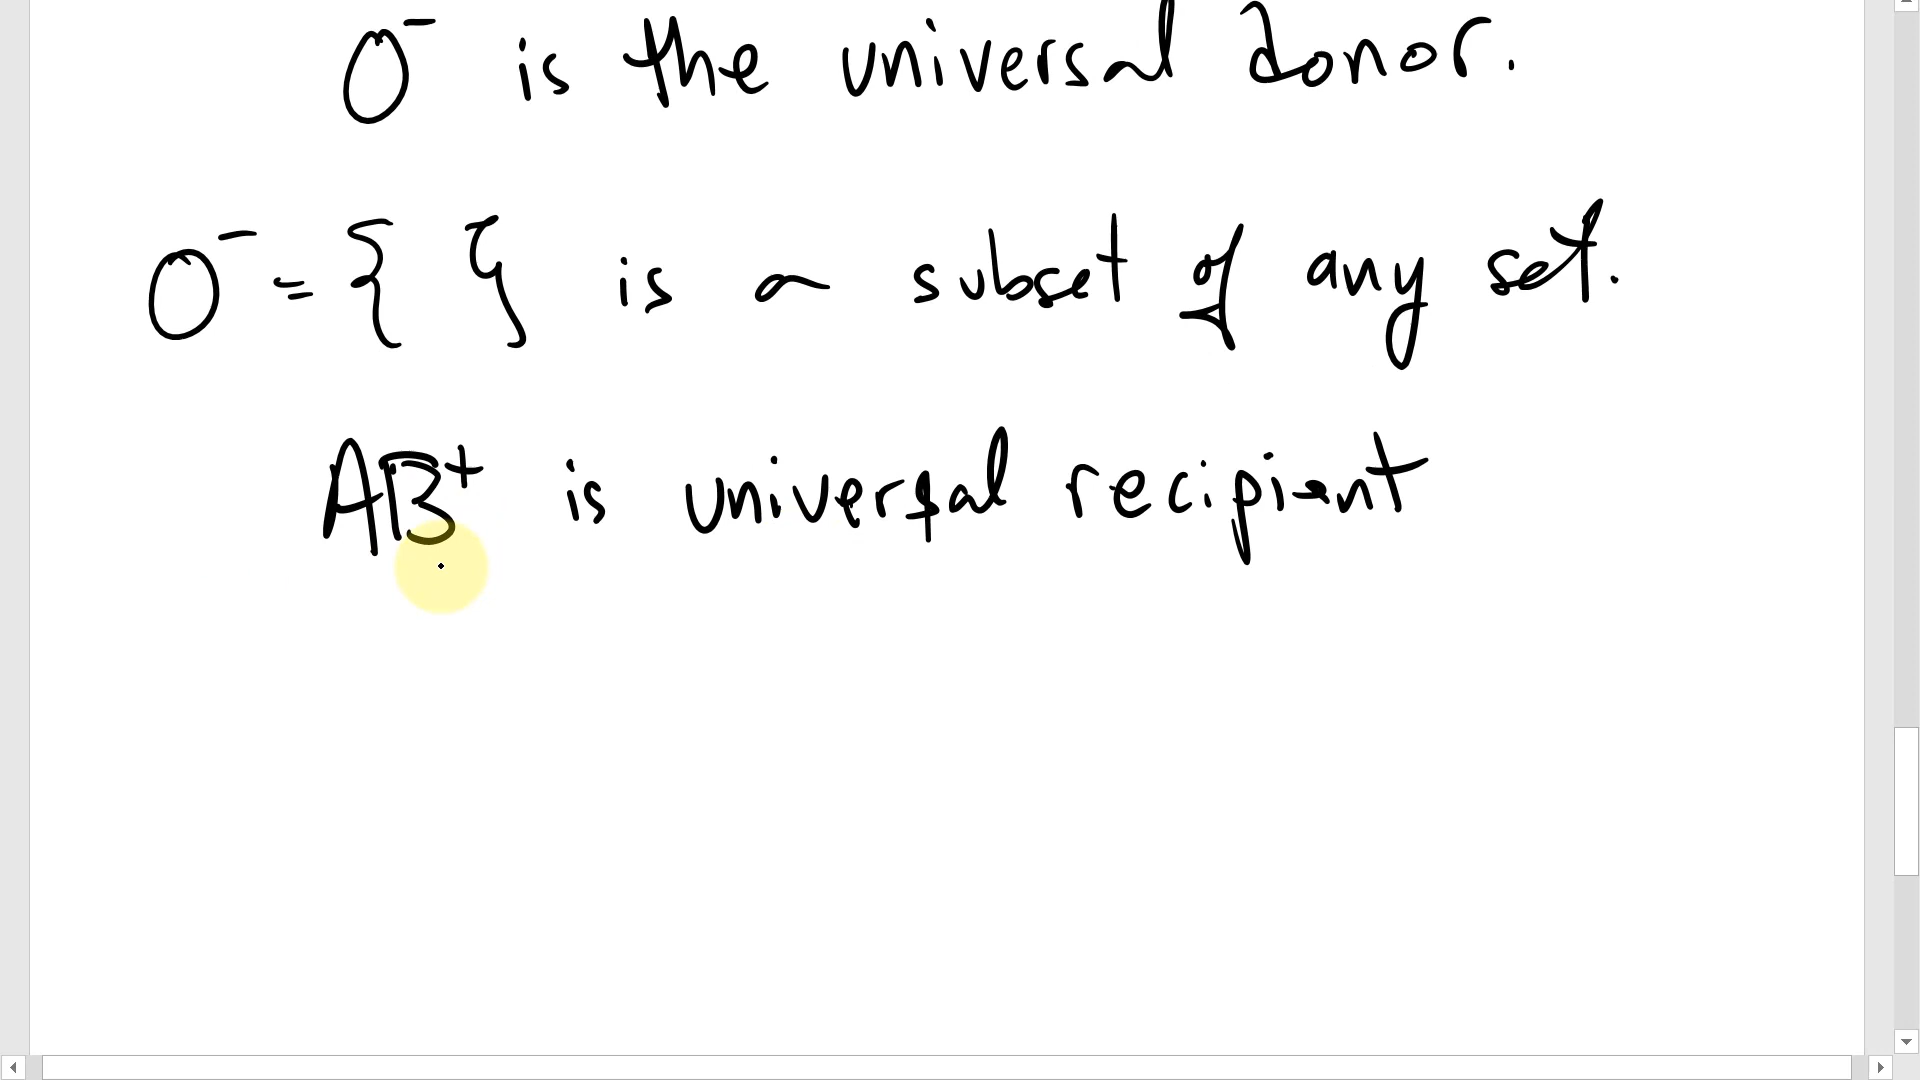 O⁻ is the universal donor.
O⁻ = { } is a subset of any set.
AB⁺ is universal recipient